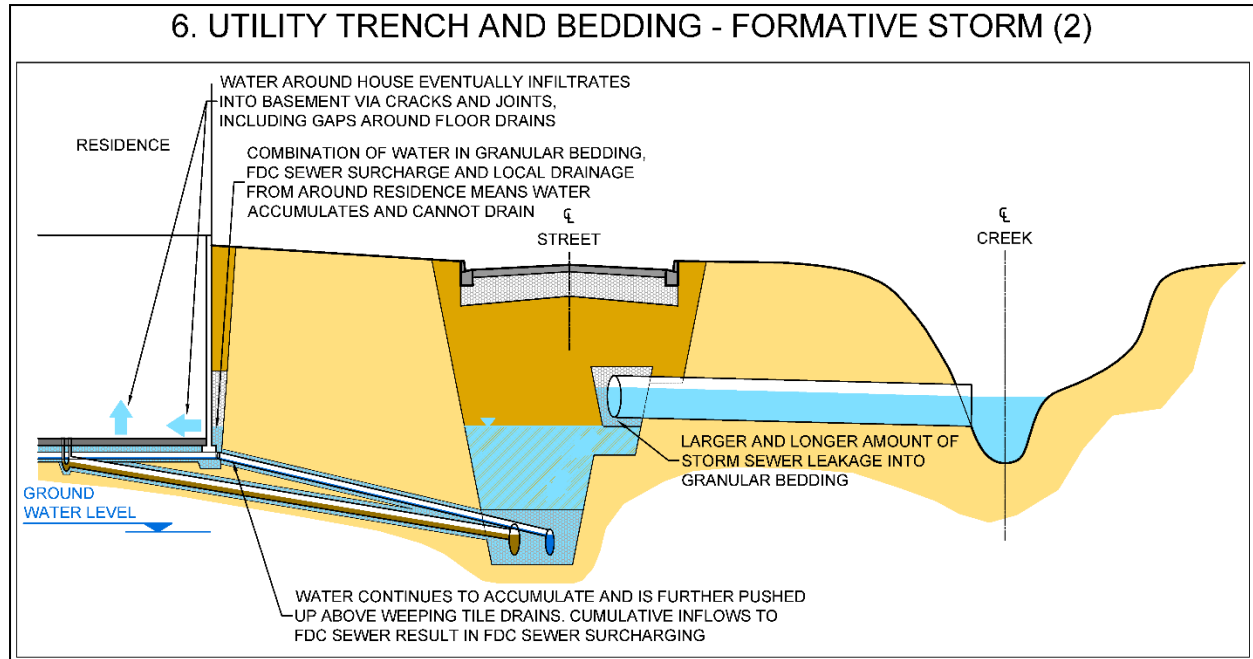 6. UTILITY TRENCH AND BEDDING - FORMATIVE STORM (2)
WATER AROUND HOUSE EVENTUALLY INFILTRATES
INTO BASEMENT VIA CRACKS AND JOINTS,
INCLUDING GAPS AROUND FLOOR DRAINS
RESIDENCE
COMBINATION OF WATER IN GRANULAR BEDDING,
FDC SEWER SURCHARGE AND LOCAL DRAINAGE
FROM AROUND RESIDENCE MEANS WATER
ACCUMULATES AND CANNOT DRAIN
℄
STREET
℄
CREEK
LARGER AND LONGER AMOUNT OF
STORM SEWER LEAKAGE INTO
GRANULAR BEDDING
GROUND
WATER LEVEL
WATER CONTINUES TO ACCUMULATE AND IS FURTHER PUSHED
UP ABOVE WEEPING TILE DRAINS. CUMULATIVE INFLOWS TO
FDC SEWER RESULT IN FDC SEWER SURCHARGING